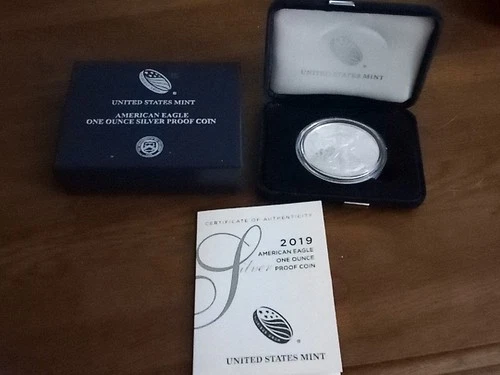 UNITED STATES MINT
AMERICAN EAGLE
ONE OUNCE SILVER PROOF COIN
UNITED STATES MINT
CERTIFICATE OF AUTHENTICITY
2019
AMERICAN EAGLE
ONE OUNCE
Silver PROOF COIN
UNITED STATES MINT